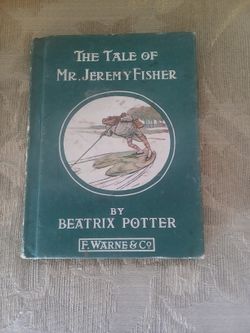 THE TALE OF
MR. JEREMY FISHER
BY
BEATRIX POTTER
F. WARNE & Co